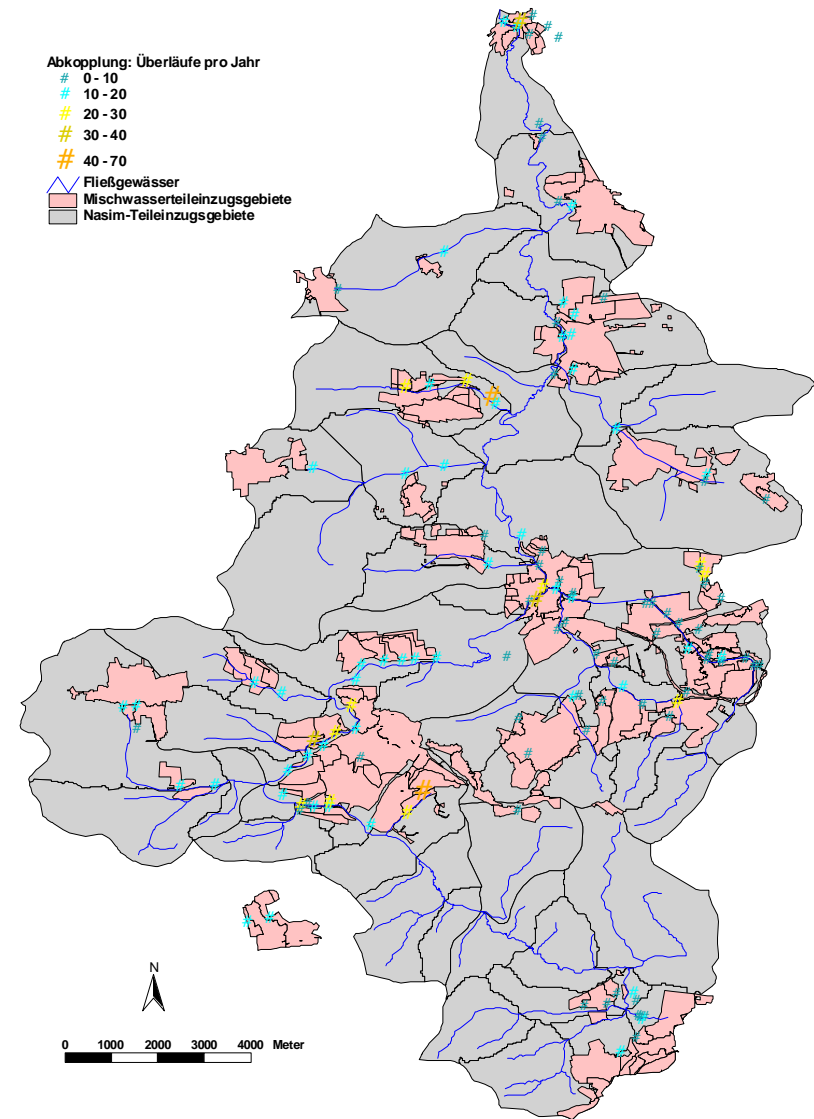 Abkopplung: Überläufe pro Jahr
# 0 - 10
# 10 - 20
# 20 - 30
# 30 - 40
# 40 - 70
Fließgewässer
Mischwasserteileinzugsgebiete
Nasim-Teileinzugsgebiete
N
0 1000 2000 3000 4000 Meter